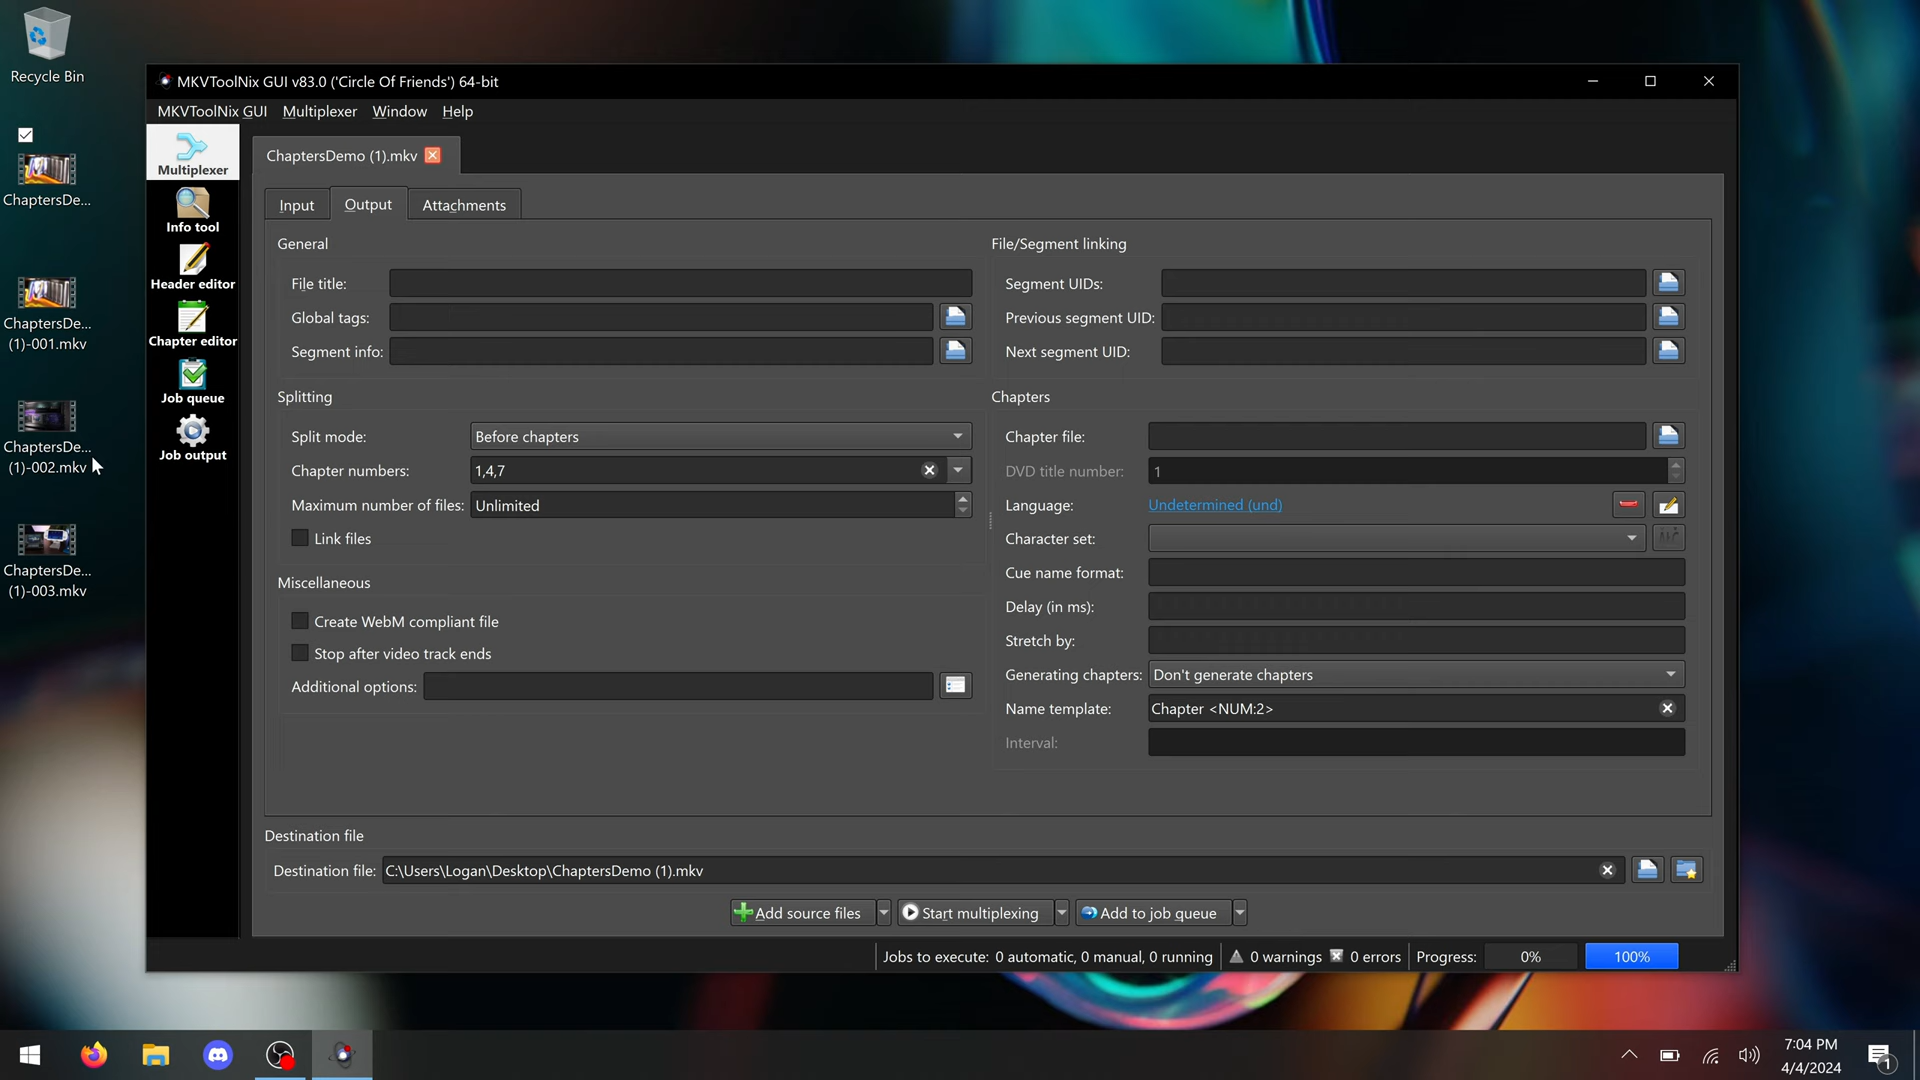 Recycle Bin
ChaptersDe...
ChaptersDe...
(1)-001.mkv
ChaptersDe...
(1)-002.mkv
ChaptersDe...
(1)-003.mkv
MKVToolNix GUI v83.0 ('Circle Of Friends') 64-bit
MKVToolNix GUI Multiplexer Window Help
Multiplexer
Info tool
Header editor
Chapter editor
Job queue
Job output
ChaptersDemo (1).mkv
Input Output Attachments
General
File title:
Global tags:
Segment info:
Splitting
Split mode: Before chapters
Chapter numbers: 1,4,7
Maximum number of files: Unlimited
Link files
Miscellaneous
Create WebM compliant file
Stop after video track ends
Additional options:
File/Segment linking
Segment UIDs:
Previous segment UID:
Next segment UID:
Chapters
Chapter file:
DVD title number: 1
Language: Undetermined (und)
Character set:
Cue name format:
Delay (in ms):
Stretch by:
Generating chapters: Don't generate chapters
Name template: Chapter <NUM:2>
Interval:
Destination file
Destination file: C:\Users\Logan\Desktop\ChaptersDemo (1).mkv
Add source files Start multiplexing Add to job queue
Jobs to execute: 0 automatic, 0 manual, 0 running 0 warnings 0 errors Progress: 0% 100%
7:04 PM
4/4/2024
1